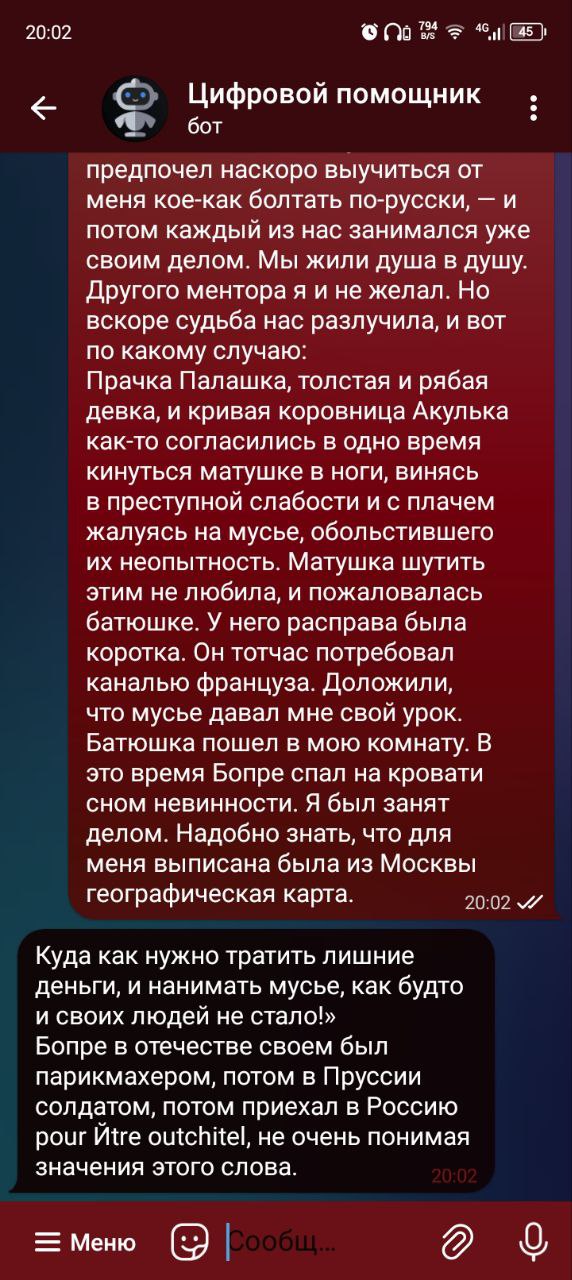 20:02
794 B/S 4G 45
Цифровой помощник
бот
предпочел наскоро выучиться от
меня кое-как болтать по-русски, — и
потом каждый из нас занимался уже
своим делом. Мы жили душа в душу.
Другого ментора я и не желал. Но
вскоре судьба нас разлучила, и вот
по какому случаю:
Прачка Палашка, толстая и рябая
девка, и кривая коровница Акулька
как-то согласились в одно время
кинуться матушке в ноги, винясь
в преступной слабости и с плачем
жалуясь на мусье, обольстившего
их неопытность. Матушка шутить
этим не любила, и пожаловалась
батюшке. У него расправа была
коротка. Он тотчас потребовал
каналью француза. Доложили,
что мусье давал мне свой урок.
Батюшка пошел в мою комнату. В
это время Бопре спал на кровати
сном невинности. Я был занят
делом. Надобно знать, что для
меня выписана была из Москвы
географическая карта.
20:02
Куда как нужно тратить лишние
деньги, и нанимать мусье, как будто
и своих людей не стало!»
Бопре в отечестве своем был
парикмахером, потом в Пруссии
солдатом, потом приехал в Россию
pour Йtre outchitel, не очень понимая
значения этого слова.
20:02
Меню
Сообщ...